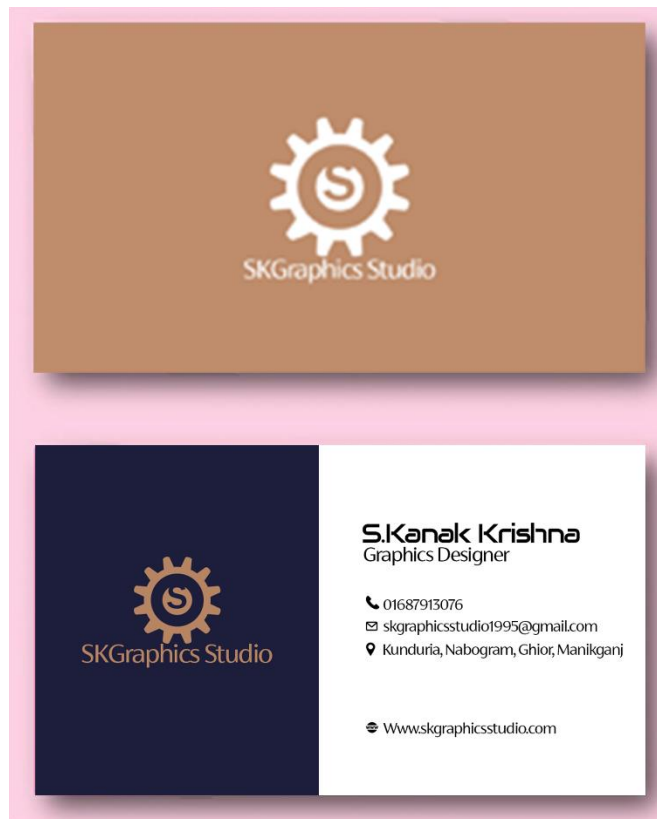 S
SKGraphics Studio
S
SKGraphics Studio
S.Kanak Krishna
Graphics Designer
01687913076
skgraphicsstudio1995@gmail.com
Kunduria, Nabogram, Ghior, Manikganj
Www.skgraphicsstudio.com